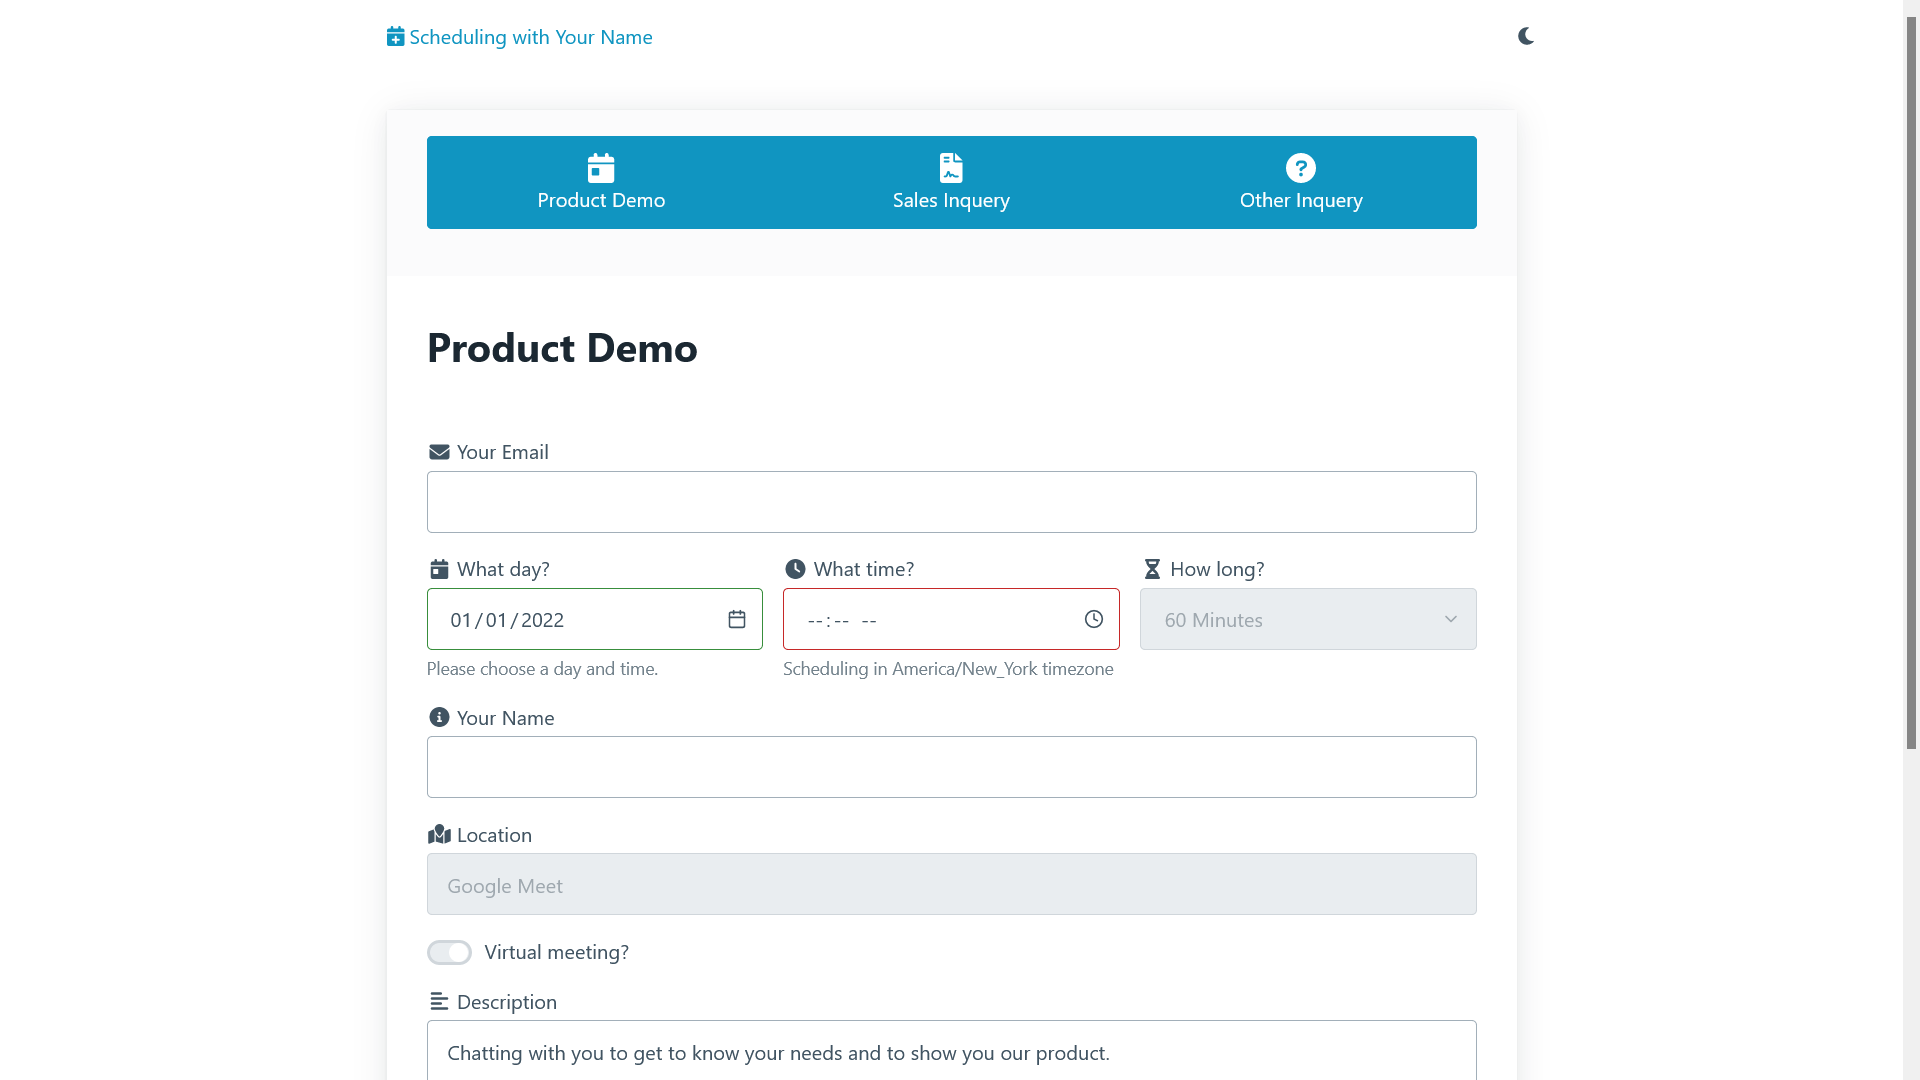 Scheduling with Your Name
Product Demo
Sales Inquery
Other Inquery
Product Demo
Your Email
What day?
What time?
How long?
01/01/2022
--:-- --
60 Minutes
Please choose a day and time.
Scheduling in America/New_York timezone
Your Name
Location
Google Meet
Virtual meeting?
Description
Chatting with you to get to know your needs and to show you our product.